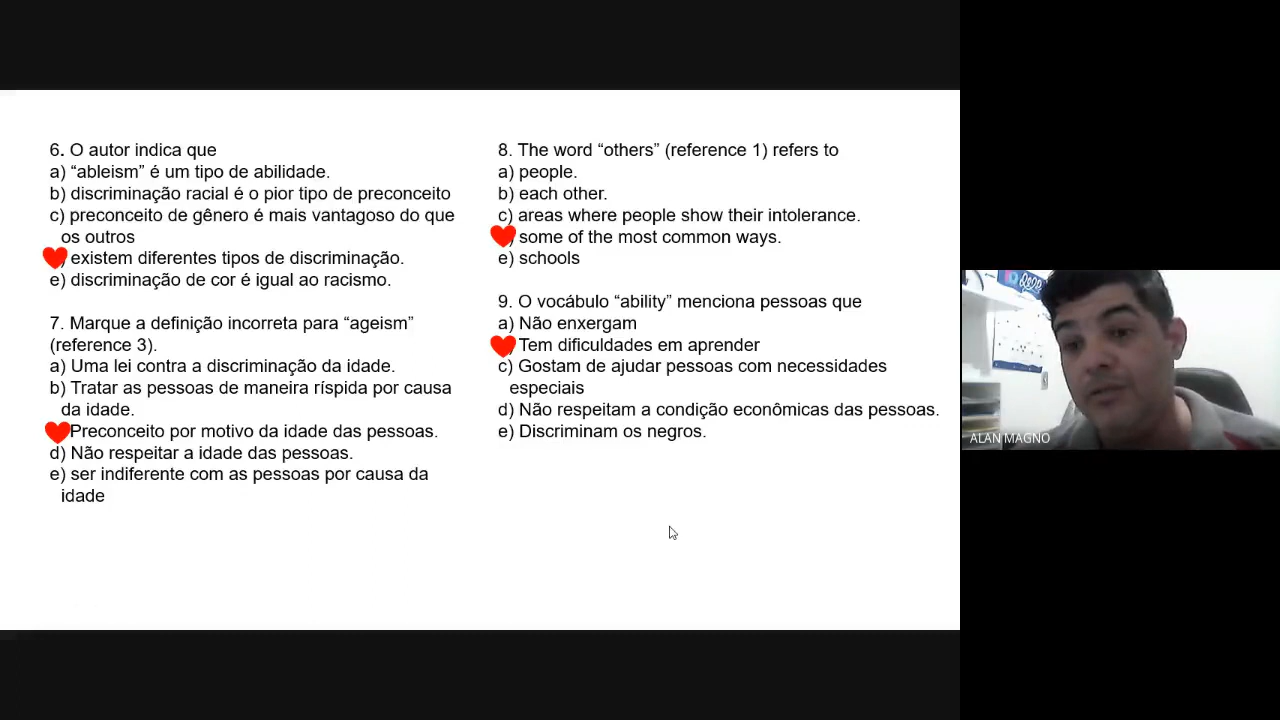 6. O autor indica que
a) “ableism” é um tipo de abilidade.
b) discriminação racial é o pior tipo de preconceito
c) preconceito de gênero é mais vantagoso do que
os outros
) existem diferentes tipos de discriminação.
e) discriminação de cor é igual ao racismo.
7. Marque a definição incorreta para “ageism”
(reference 3).
a) Uma lei contra a discriminação da idade.
b) Tratar as pessoas de maneira ríspida por causa
da idade.
Preconceito por motivo da idade das pessoas.
d) Não respeitar a idade das pessoas.
e) ser indiferente com as pessoas por causa da
idade
8. The word “others” (reference 1) refers to
a) people.
b) each other.
c) areas where people show their intolerance.
) some of the most common ways.
e) schools
9. O vocábulo “ability” menciona pessoas que
a) Não enxergam
) Tem dificuldades em aprender
c) Gostam de ajudar pessoas com necessidades
especiais
d) Não respeitam a condição econômicas das pessoas.
e) Discriminam os negros.
ALAN MAGNO